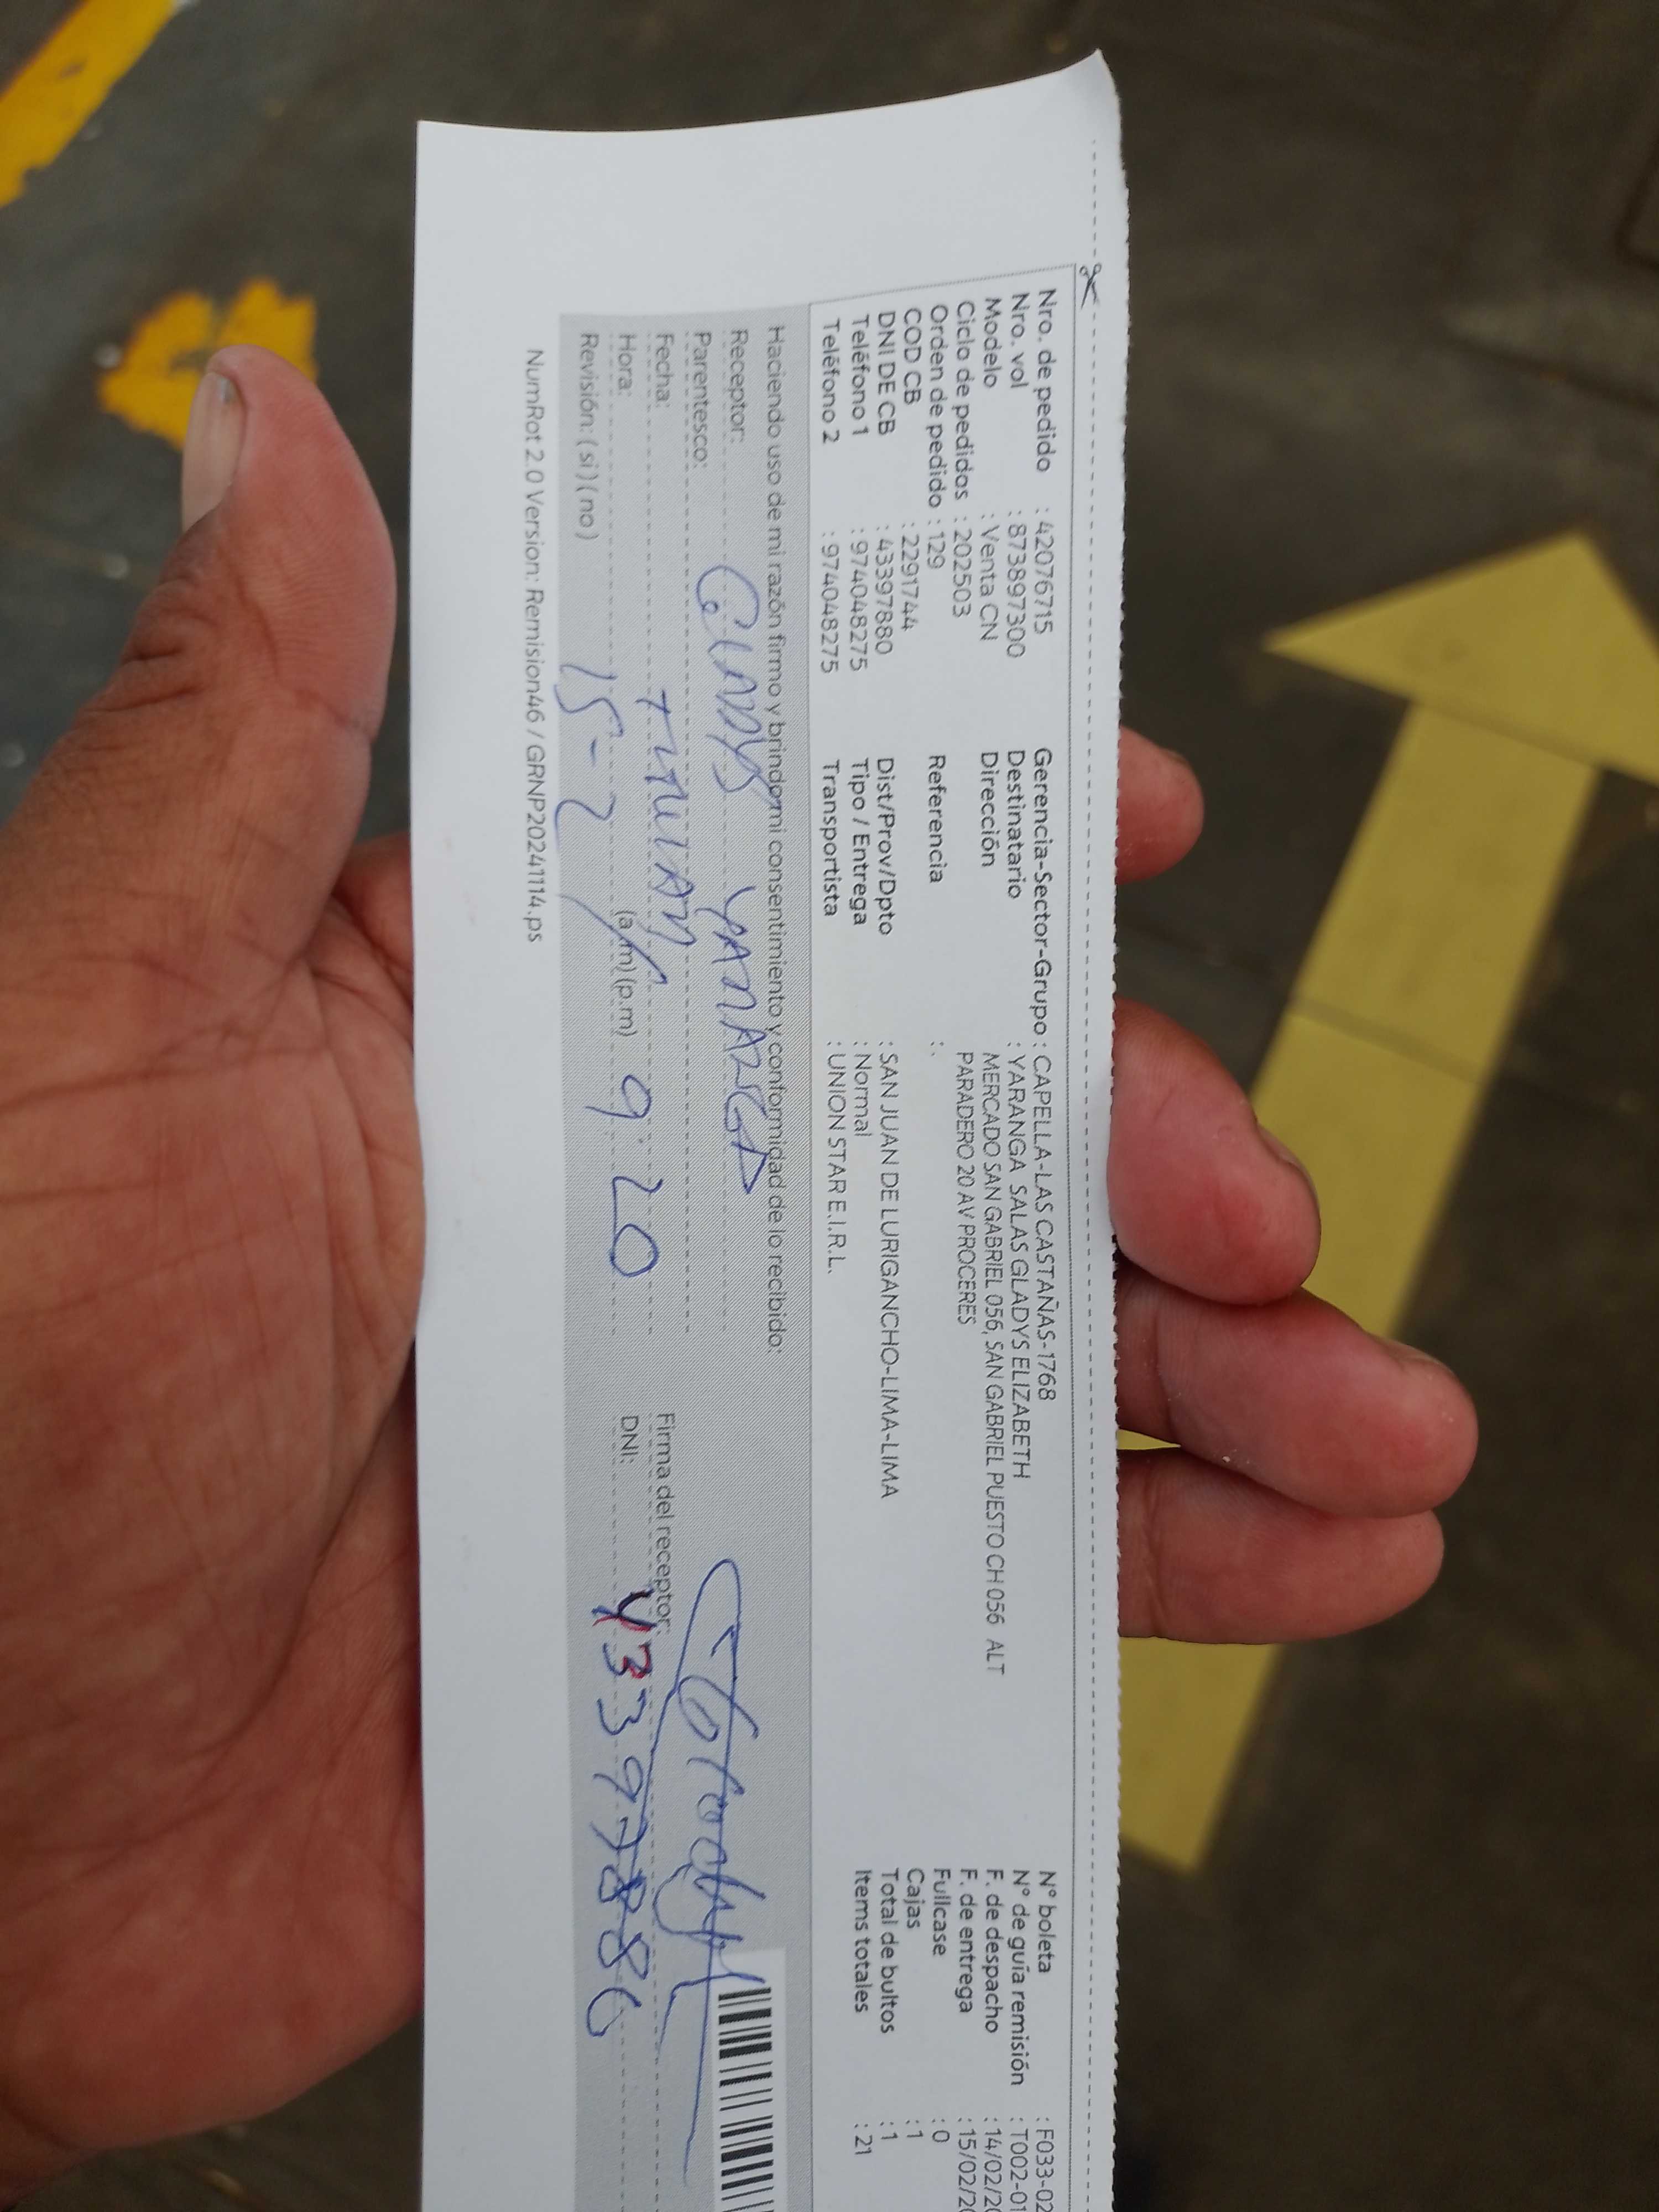 Nro. de pedido : 42076715 Gerencia-Sector-Grupo : CAPELLA-LAS CASTAÑAS-1768 N° boleta : F033-02
Nro. vol : 873897300 Destinatario : YARANGA SALAS GLADYS ELIZABETH N° de guía remisión : T002-01
Modelo : Venta CN Dirección MERCADO SAN GABRIEL 056, SAN GABRIEL PUESTO CH 056 ALT F. de despacho : 14/02/20
Ciclo de pedidos : 202503 PARADERO 20 AV PROCERES F. de entrega : 15/02/20
Orden de pedido : 129 Referencia : . Fullcase : 0
COD CB : 2291744 Cajas : 1
DNI DE CB : 43397880 Dist/Prov/Dpto : SAN JUAN DE LURIGANCHO-LIMA-LIMA Total de bultos : 1
Teléfono 1 : 974048275 Tipo / Entrega : Normal Items totales : 21
Teléfono 2 : 974048275 Transportista : UNION STAR E.I.R.L.
Haciendo uso de mi razón firmo y brindo mi consentimiento y conformidad de lo recibido:
Receptor: GLADYS YARANGA
Parentesco:
Fecha: Firma del receptor:
Hora: (a.m) (p.m) 9 20 DNI:
Revisión: ( si ) ( no ) 15-2
NumRot 2.0 Version: Remision46 / GRNP20241114.ps